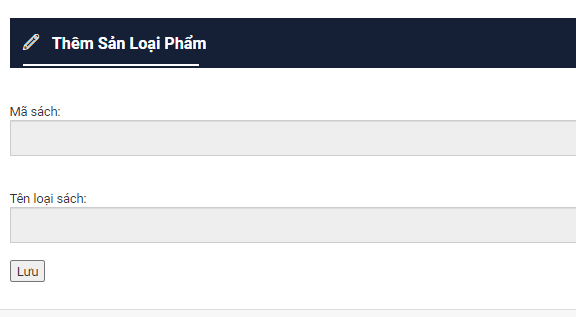 Thêm Sản Loại Phẩm
Mã sách:
Tên loại sách:
Lưu